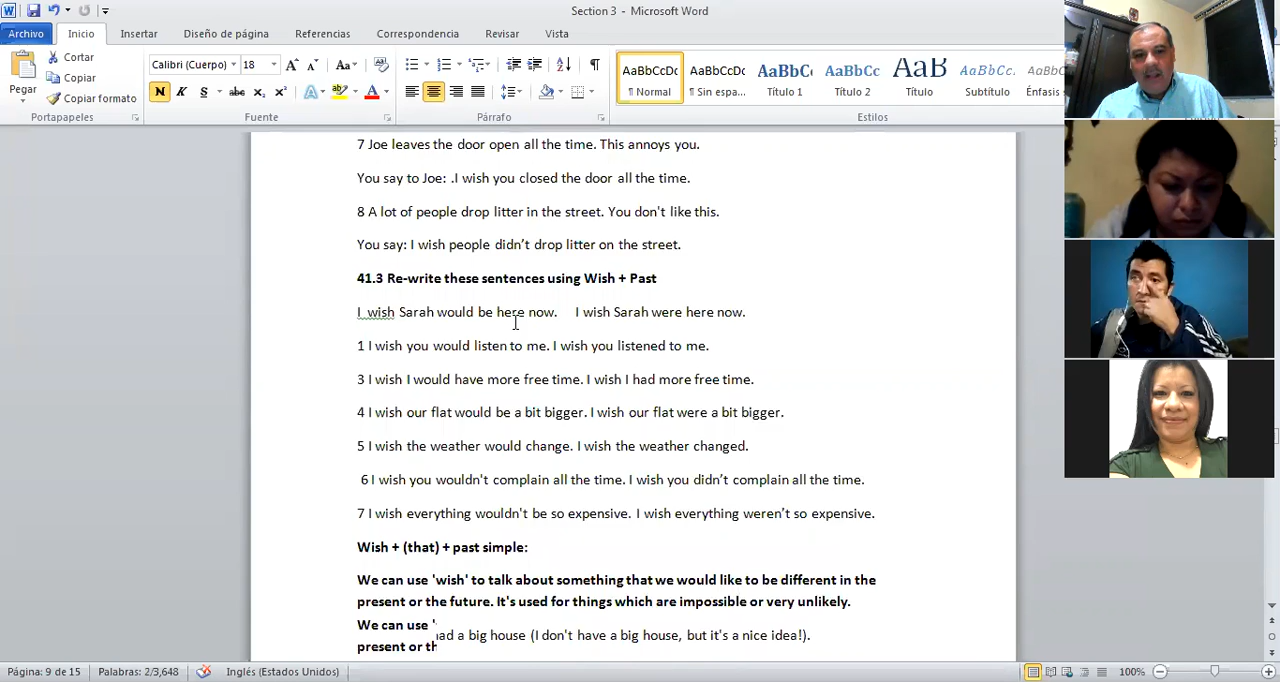 Section 3 - Microsoft Word
Archivo Inicio Insertar Diseño de página Referencias Correspondencia Revisar Vista
Cortar
Copiar
Copiar formato
Pegar
Calibri (Cuerpo) 18
N K S abc x₂ x²
AaBbCcDc AaBbCcDc AaBbC AaBbCc AaB AaBbCc. AaBbC
¶ Normal ¶ Sin espa... Título 1 Título 2 Título Subtítulo Énfasis
Portapapeles Fuente Párrafo Estilos
7 Joe leaves the door open all the time. This annoys you.
You say to Joe: .I wish you closed the door all the time.
8 A lot of people drop litter in the street. You don't like this.
You say: I wish people didn’t drop litter on the street.
41.3 Re-write these sentences using Wish + Past
I wish Sarah would be here now. I wish Sarah were here now.
1 I wish you would listen to me. I wish you listened to me.
3 I wish I would have more free time. I wish I had more free time.
4 I wish our flat would be a bit bigger. I wish our flat were a bit bigger.
5 I wish the weather would change. I wish the weather changed.
6 I wish you wouldn't complain all the time. I wish you didn’t complain all the time.
7 I wish everything wouldn't be so expensive. I wish everything weren’t so expensive.
Wish + (that) + past simple:
We can use 'wish' to talk about something that we would like to be different in the
present or the future. It's used for things which are impossible or very unlikely.
We can use '
ad a big house (I don't have a big house, but it's a nice idea!).
present or th
Página: 9 de 15 Palabras: 2/3,648 Inglés (Estados Unidos) 100%